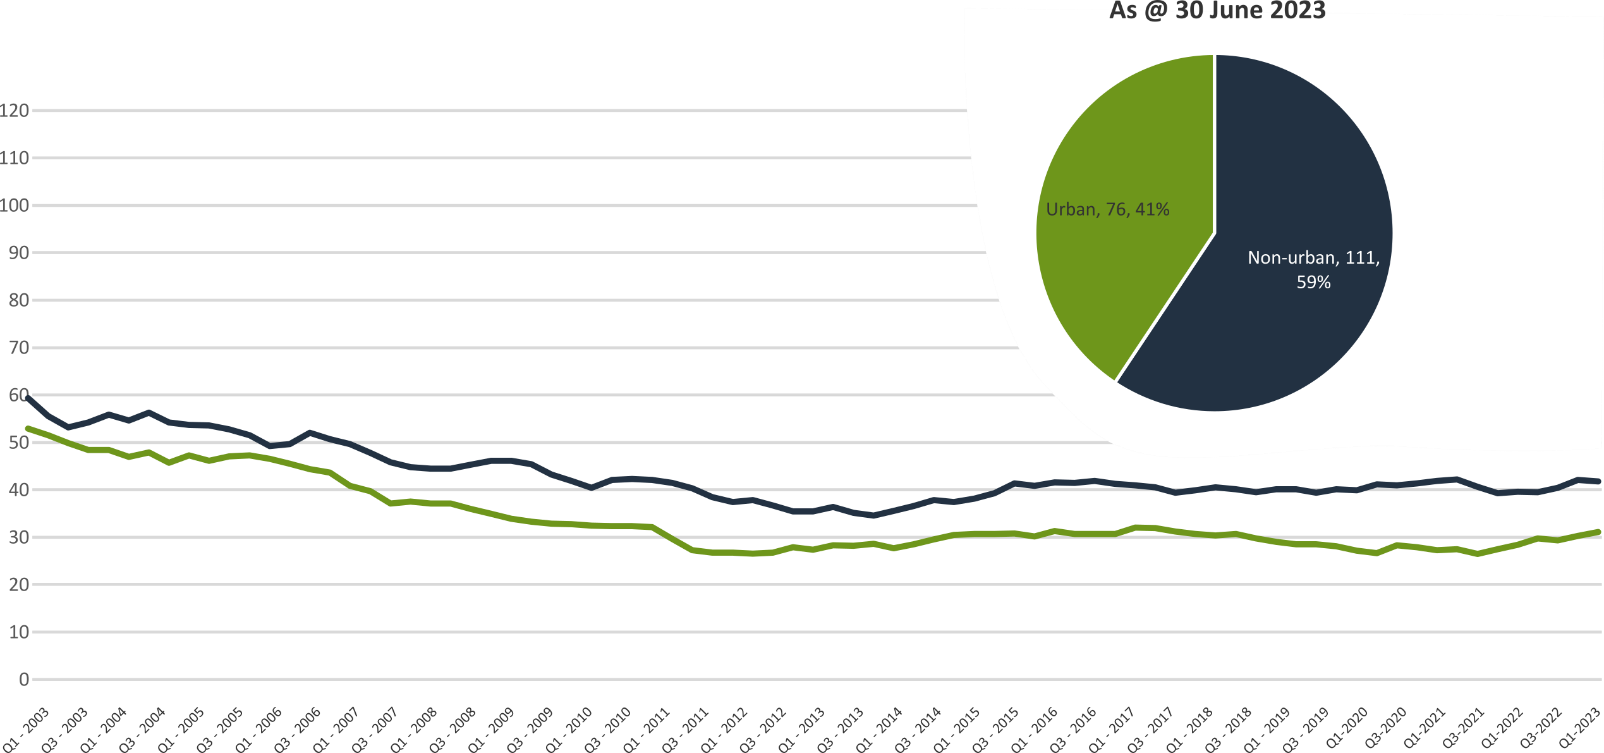 As @ 30 June 2023
120
110
100
90
80
70
60
50
40
30
20
10
0
Urban, 76, 41%
Non-urban, 111,
59%
Q1 - 2003
Q3 - 2003
Q1 - 2004
Q3 - 2004
Q1 - 2005
Q3 - 2005
Q1 - 2006
Q3 - 2006
Q1 - 2007
Q3 - 2007
Q1 - 2008
Q3 - 2008
Q1 - 2009
Q3 - 2009
Q1 - 2010
Q3 - 2010
Q1 - 2011
Q3 - 2011
Q1 - 2012
Q3 - 2012
Q1 - 2013
Q3 - 2013
Q1 - 2014
Q3 - 2014
Q1 - 2015
Q3 - 2015
Q1 - 2016
Q3 - 2016
Q1 - 2017
Q3 - 2017
Q1 - 2018
Q3 - 2018
Q1 - 2019
Q3 - 2019
Q1-2020
Q3-2020
Q1-2021
Q3-2021
Q1-2022
Q3-2022
Q1-2023